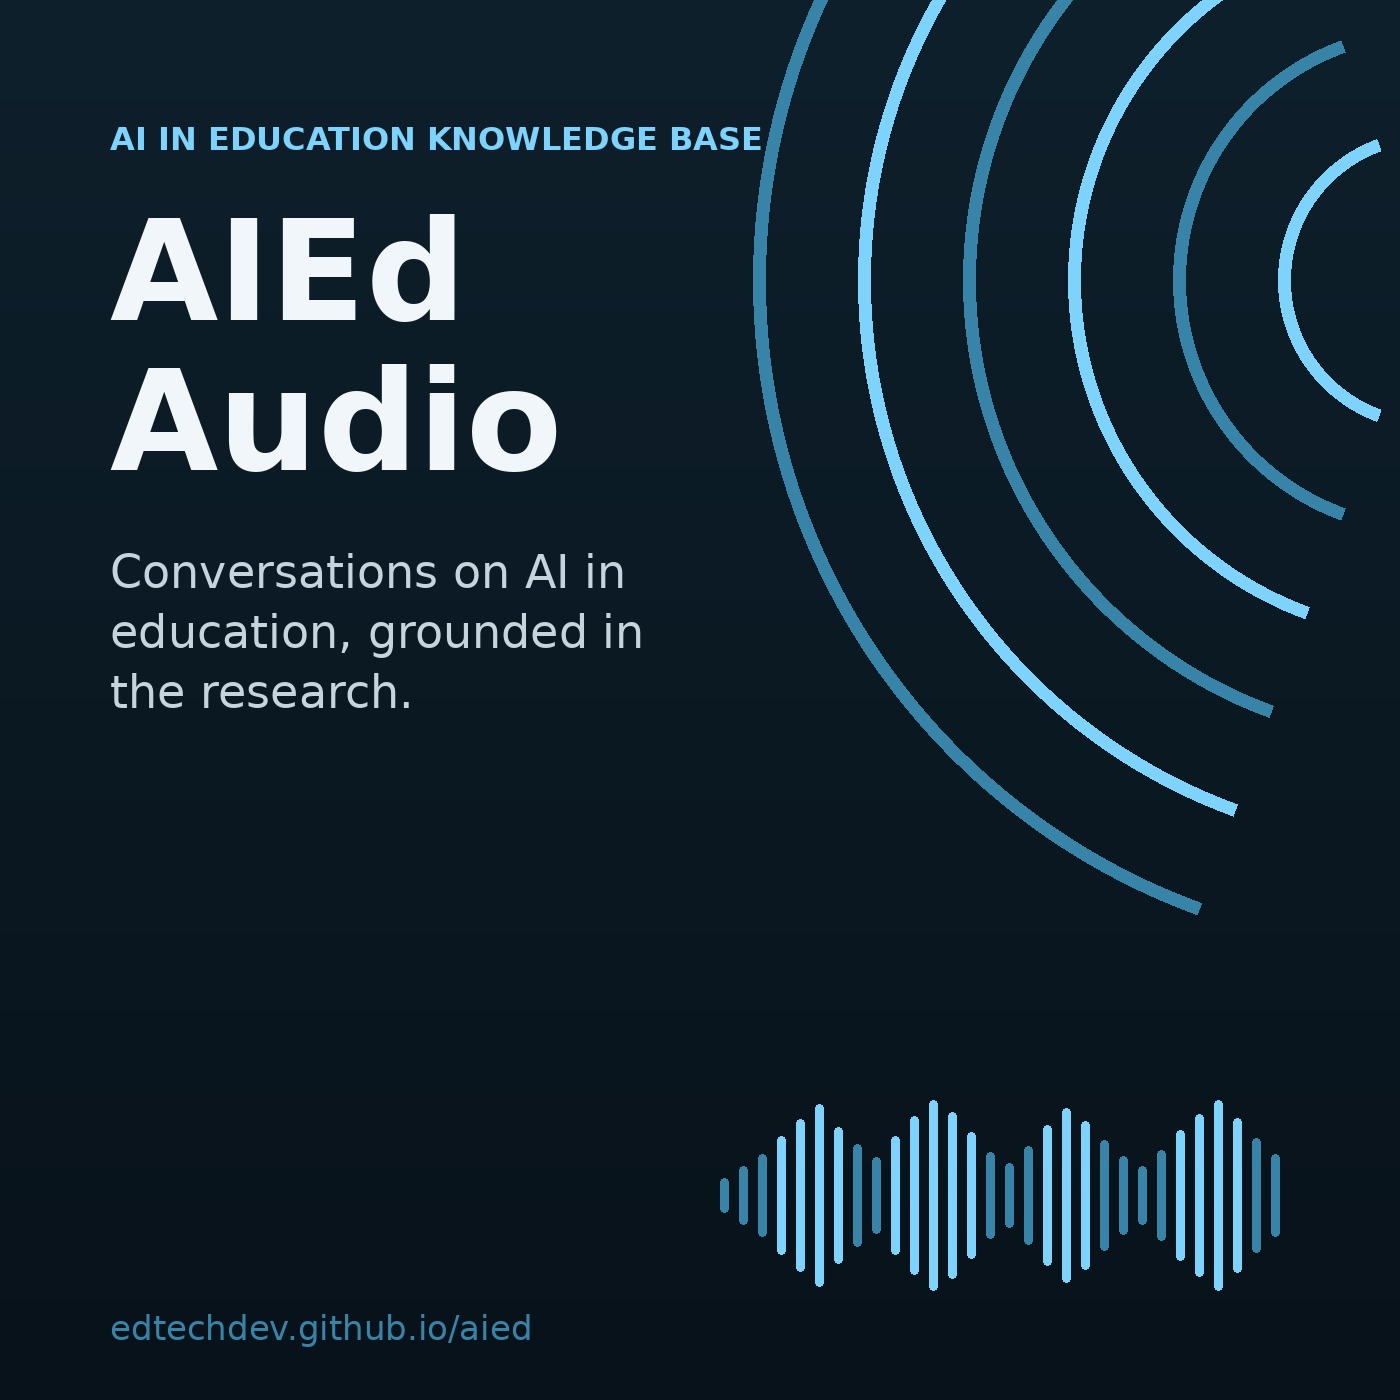 AI IN EDUCATION KNOWLEDGE BASE
AIEd
Audio
Conversations on AI in
education, grounded in
the research.
edtechdev.github.io/aied